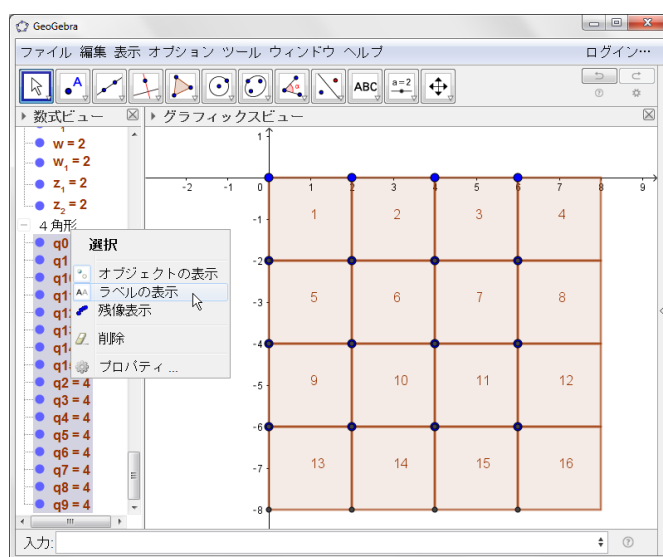 GeoGebra
ファイル 編集 表示 オプション ツール ウィンドウ ヘルプ ログイン…
ABC a=2
数式ビュー グラフィックスビュー
w = 2
w₁ = 2
z₁ = 2
z₂ = 2
4角形
q0
q1
選択
オブジェクトの表示
ラベルの表示
残像表示
削除
プロパティ ...
q2 = 4
q3 = 4
q4 = 4
q5 = 4
q6 = 4
q7 = 4
q8 = 4
q9 = 4
1
-2 -1 0 1 2 3 4 6 7 8 9
-1 1 2 3 4
-2
-3 5 6 7 8
-4
-5 9 10 11 12
-6
-7 13 14 15 16
-8
入力: